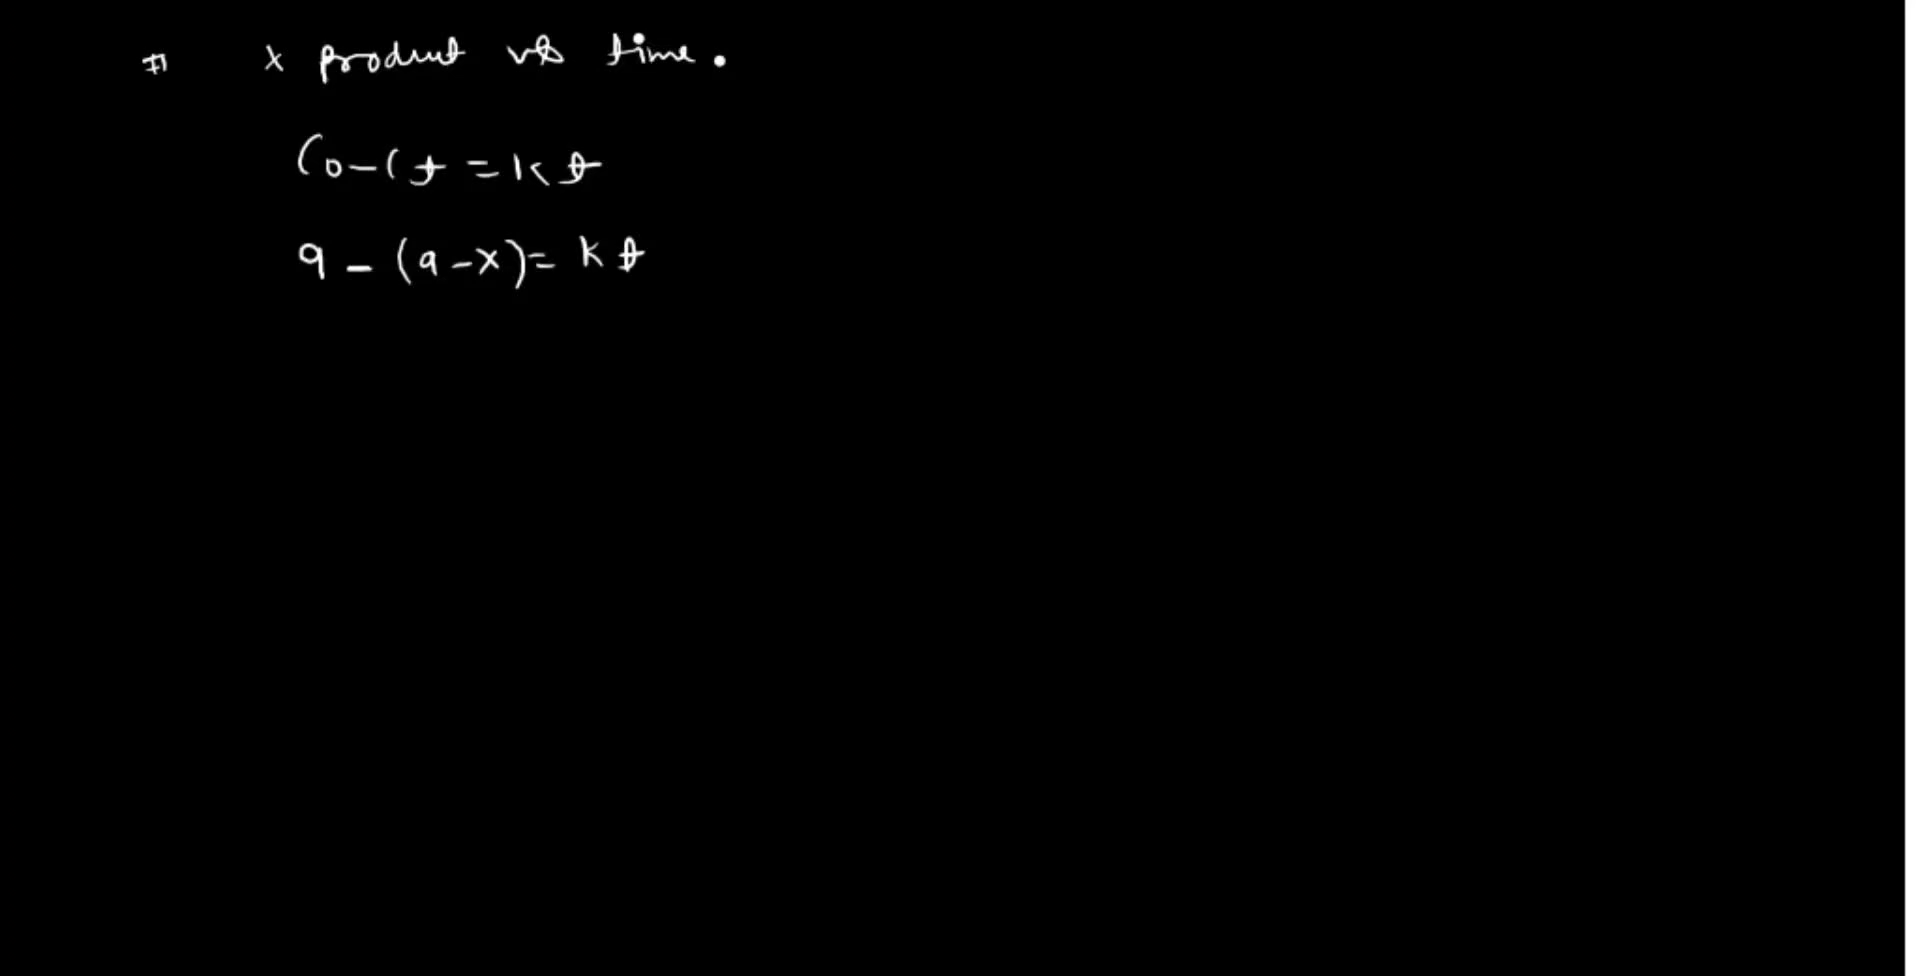 # x product vs time.
C0-Ct = kt
a - (a-x) = kt